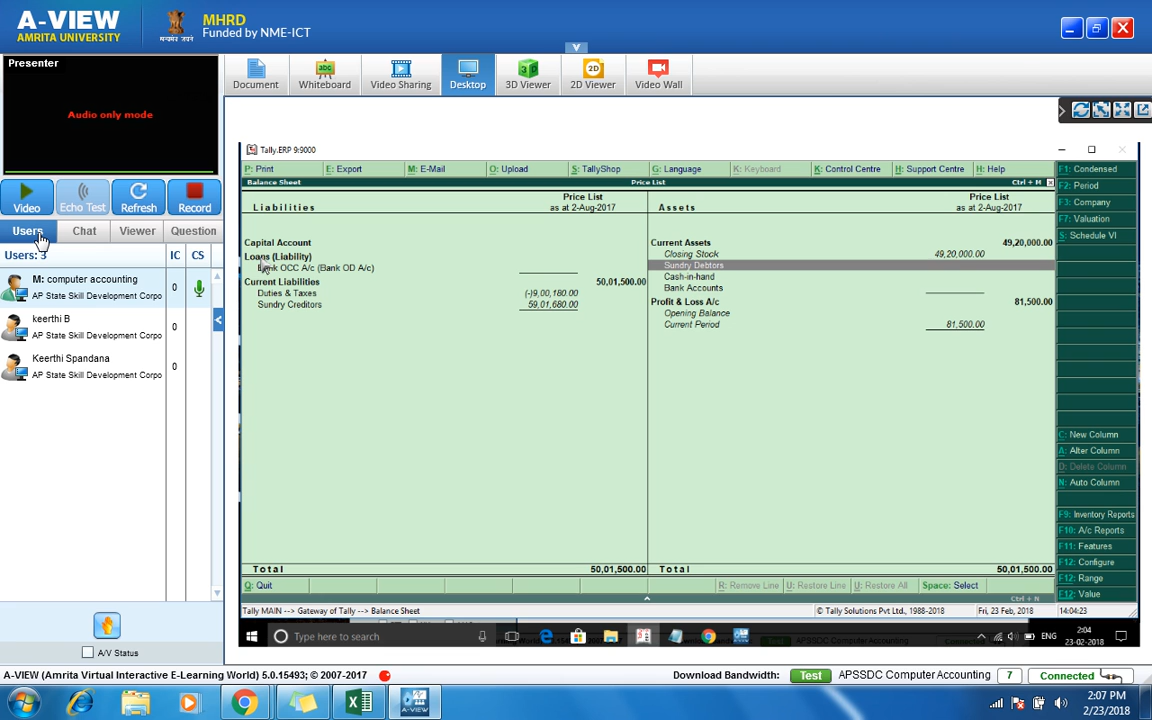 A-VIEW
AMRITA UNIVERSITY
MHRD
Funded by NME-ICT
Presenter
Audio only mode
Document
Whiteboard
Video Sharing
Desktop
3D Viewer
2D Viewer
Video Wall
Video
Echo Test
Refresh
Record
Users
Chat
Viewer
Question
Users: 3
IC
CS
M: computer accounting
AP State Skill Development Corpo
0
keerthi B
AP State Skill Development Corpo
0
Keerthi Spandana
AP State Skill Development Corpo
0
A/V Status
Tally.ERP 9:9000
P: Print
E: Export
M: E-Mail
O: Upload
S: TallyShop
G: Language
K: Keyboard
K: Control Centre
H: Support Centre
H: Help
Balance Sheet
Price List
Ctrl + M
Liabilities
Price List
as at 2-Aug-2017
Assets
Price List
as at 2-Aug-2017
Capital Account
Loans (Liability)
Bank OCC A/c (Bank OD A/c)
Current Liabilities 50,01,500.00
Duties & Taxes (-)9,00,180.00
Sundry Creditors 59,01,680.00
Current Assets 49,20,000.00
Closing Stock 49,20,000.00
Sundry Debtors
Cash-in-hand
Bank Accounts
Profit & Loss A/c 81,500.00
Opening Balance
Current Period 81,500.00
Total 50,01,500.00
Total 50,01,500.00
F1: Condensed
F2: Period
F3: Company
F7: Valuation
S: Schedule VI
C: New Column
A: Alter Column
D: Delete Column
N: Auto Column
F9: Inventory Reports
F10: A/c Reports
F11: Features
F12: Configure
F12: Range
F12: Value
Q: Quit
R: Remove Line
U: Restore Line
U: Restore All
Space: Select
Ctrl + N
Tally MAIN --> Gateway of Tally --> Balance Sheet
© Tally Solutions Pvt Ltd., 1988-2018
Fri, 23 Feb, 2018
14:04:23
Type here to search
ENG
2:04
23-02-2018
A-VIEW (Amrita Virtual Interactive E-Learning World) 5.0.15493; © 2007-2017
Download Bandwidth:
Test
APSSDC Computer Accounting
7
Connected
2:07 PM
2/23/2018